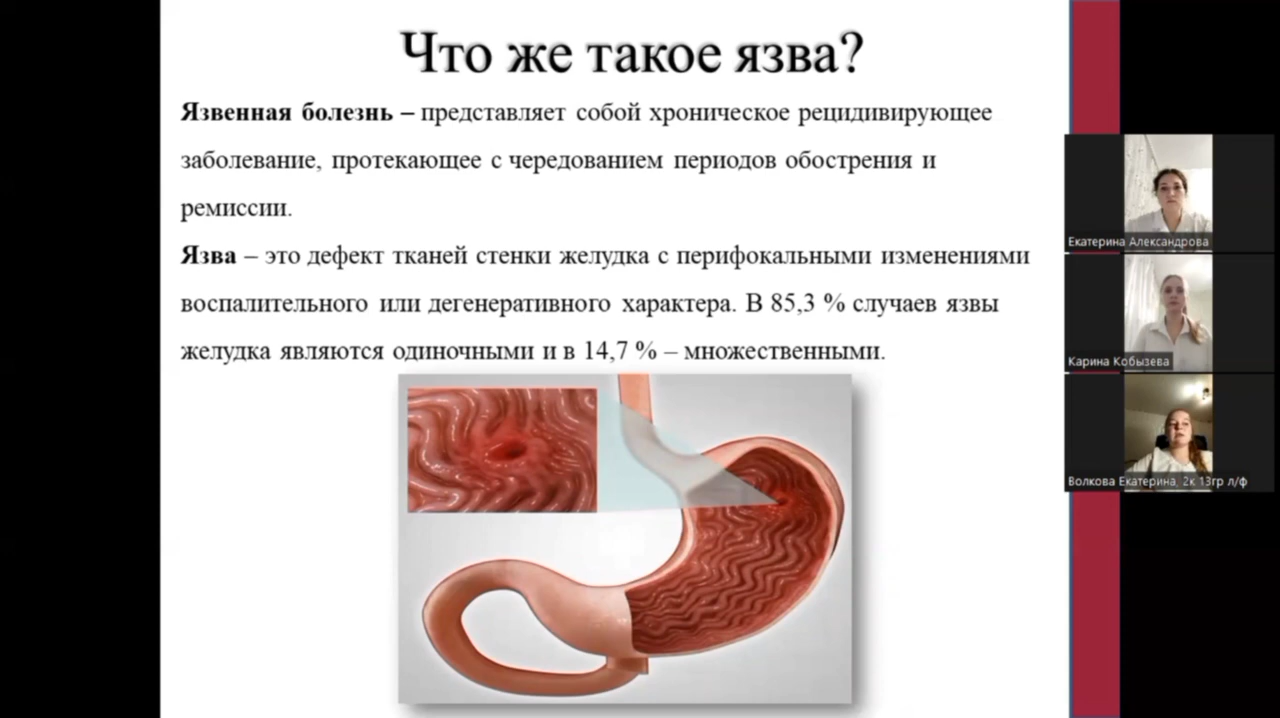 Что же такое язва?
Язвенная болезнь – представляет собой хроническое рецидивирующее
заболевание, протекающее с чередованием периодов обострения и
ремиссии.
Язва – это дефект тканей стенки желудка с перифокальными изменениями
воспалительного или дегенеративного характера. В 85,3 % случаев язвы
желудка являются одиночными и в 14,7 % – множественными.
Екатерина Александрова
Карина Кобызева
Волкова Екатерина, 2к 13гр л/ф